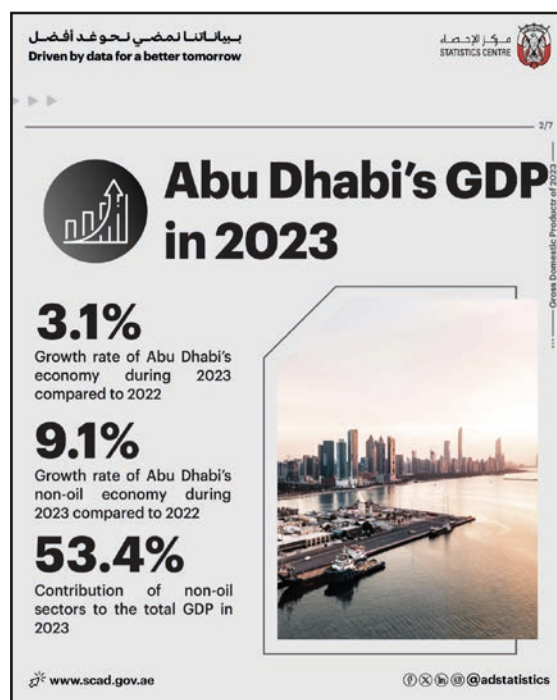 بـبـيـانـاتـنـا نـمـضـي نـحـو غـد أفـضـل
Driven by data for a better tomorrow
مـركـز الإحـصـاء
STATISTICS CENTRE
2/7
Abu Dhabi's GDP
in 2023
Gross Domestic Productr of 2023
3.1%
Growth rate of Abu Dhabi's
economy during 2023
compared to 2022
9.1%
Growth rate of Abu Dhabi's
non-oil economy during
2023 compared to 2022
53.4%
Contribution of non-oil
sectors to the total GDP in
2023
www.scad.gov.ae
@adstatistics